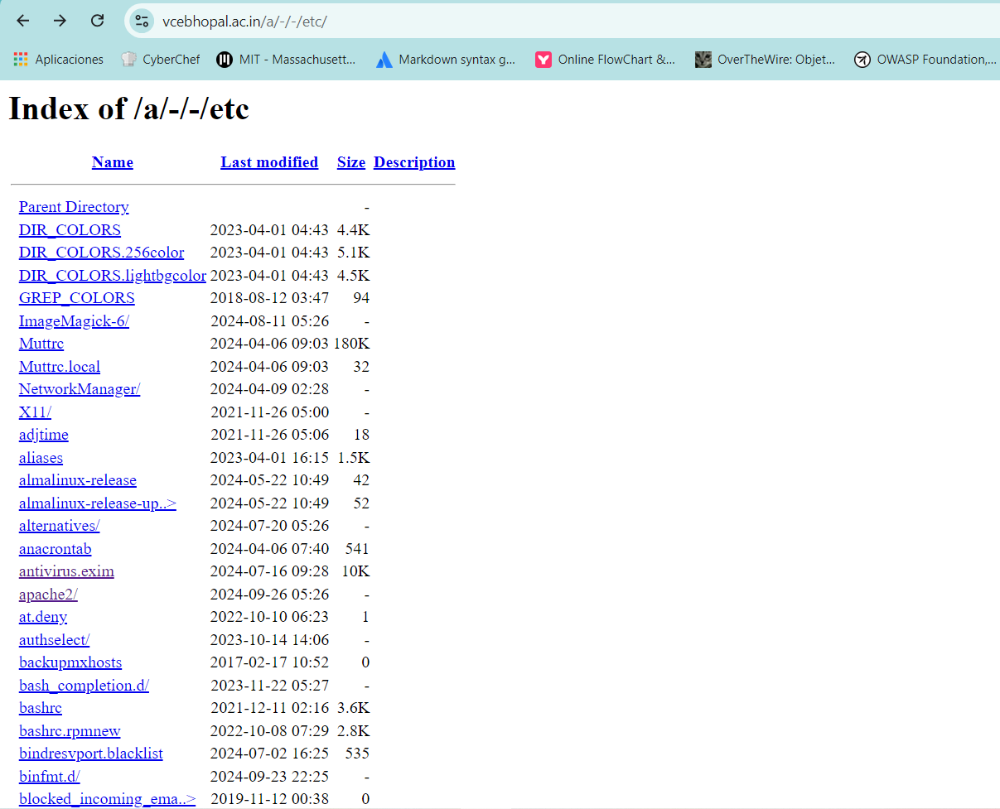 vcebhopal.ac.in/a/-/-/etc/
Aplicaciones CyberChef MIT - Massachusett... Markdown syntax g... Online FlowChart &... OverTheWire: Objet... OWASP Foundation,...
Index of /a/-/-/etc
Name Last modified Size Description
Parent Directory -
DIR_COLORS 2023-04-01 04:43 4.4K
DIR_COLORS.256color 2023-04-01 04:43 5.1K
DIR_COLORS.lightbgcolor 2023-04-01 04:43 4.5K
GREP_COLORS 2018-08-12 03:47 94
ImageMagick-6/ 2024-08-11 05:26 -
Muttrc 2024-04-06 09:03 180K
Muttrc.local 2024-04-06 09:03 32
NetworkManager/ 2024-04-09 02:28 -
X11/ 2021-11-26 05:00 -
adjtime 2021-11-26 05:06 18
aliases 2023-04-01 16:15 1.5K
almalinux-release 2024-05-22 10:49 42
almalinux-release-up..> 2024-05-22 10:49 52
alternatives/ 2024-07-20 05:26 -
anacrontab 2024-04-06 07:40 541
antivirus.exim 2024-07-16 09:28 10K
apache2/ 2024-09-26 05:26 -
at.deny 2022-10-10 06:23 1
authselect/ 2023-10-14 14:06 -
backupmxhosts 2017-02-17 10:52 0
bash_completion.d/ 2023-11-22 05:27 -
bashrc 2021-12-11 02:16 3.6K
bashrc.rpmnew 2022-10-08 07:29 2.8K
bindresvport.blacklist 2024-07-02 16:25 535
binfmt.d/ 2024-09-23 22:25 -
blocked_incoming_ema..> 2019-11-12 00:38 0